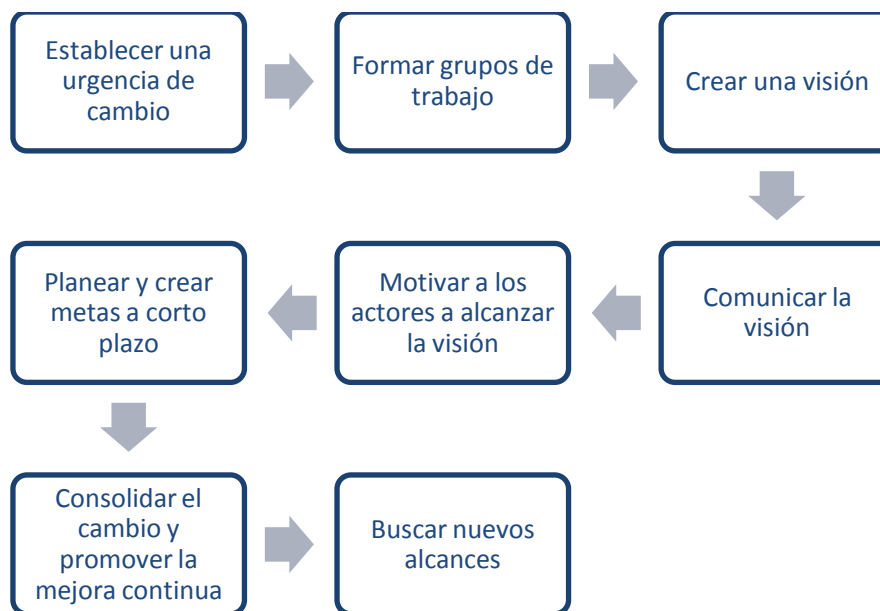 Establecer una
urgencia de
cambio
Formar grupos de
trabajo
Crear una visión
Comunicar la
visión
Motivar a los
actores a alcanzar
la visión
Planear y crear
metas a corto
plazo
Consolidar el
cambio y
promover la
mejora continua
Buscar nuevos
alcances